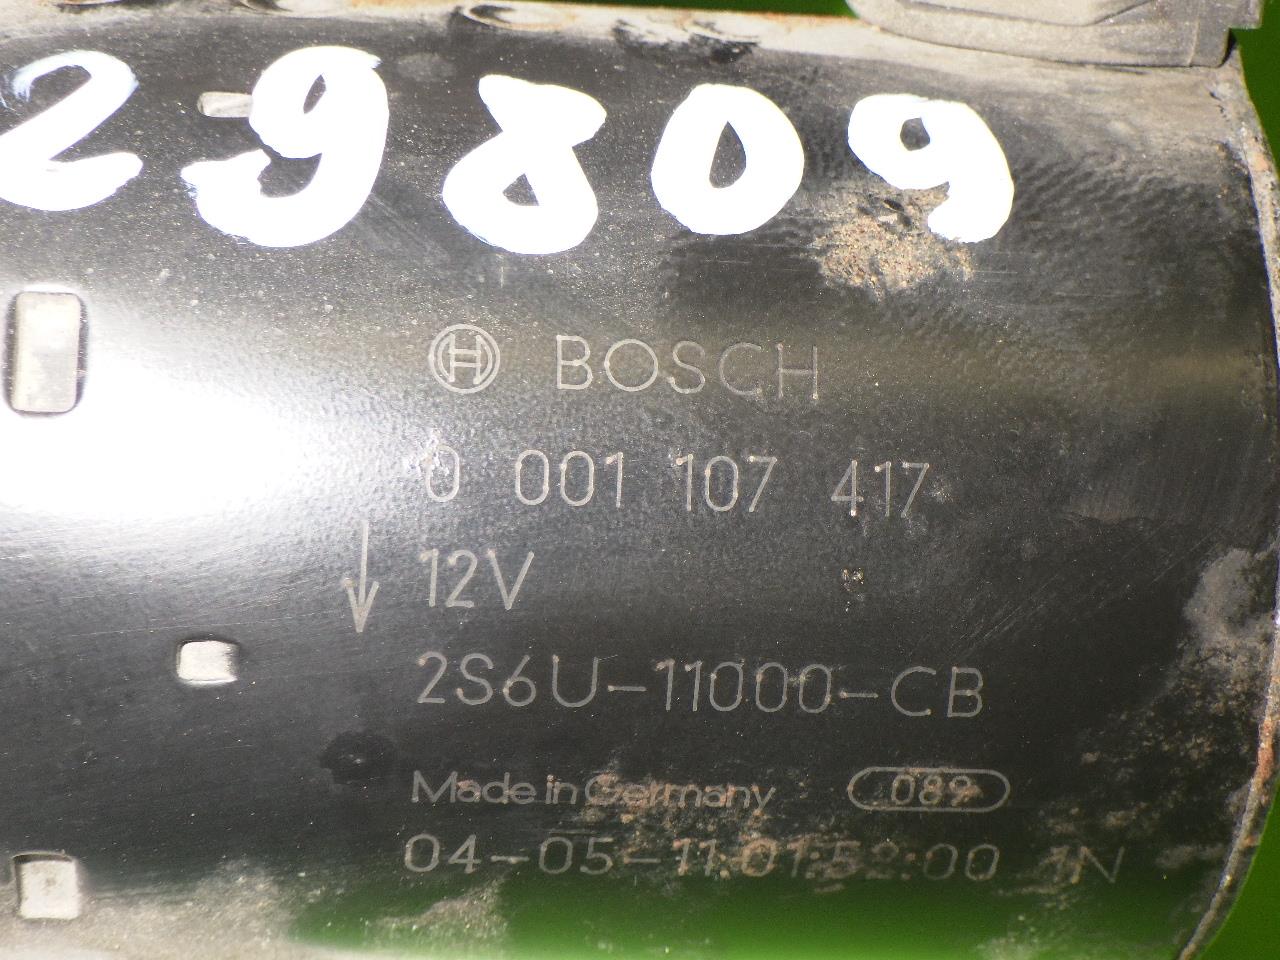 29809
BOSCH
0 001 107 417
12V
2S6U-11000-CB
Made in Germany 089
04-05-11:01:52:00 1N